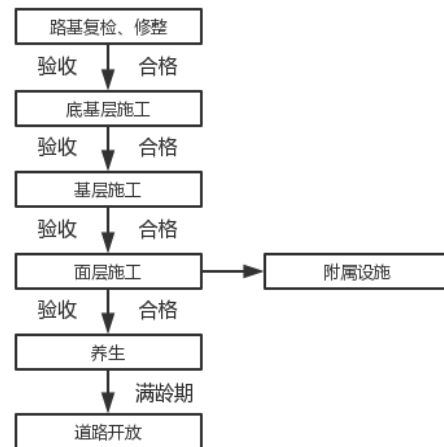 路基复检、修整
验收 合格
底基层施工
验收 合格
基层施工
验收 合格
面层施工 附属设施
验收 合格
养生
满龄期
道路开放